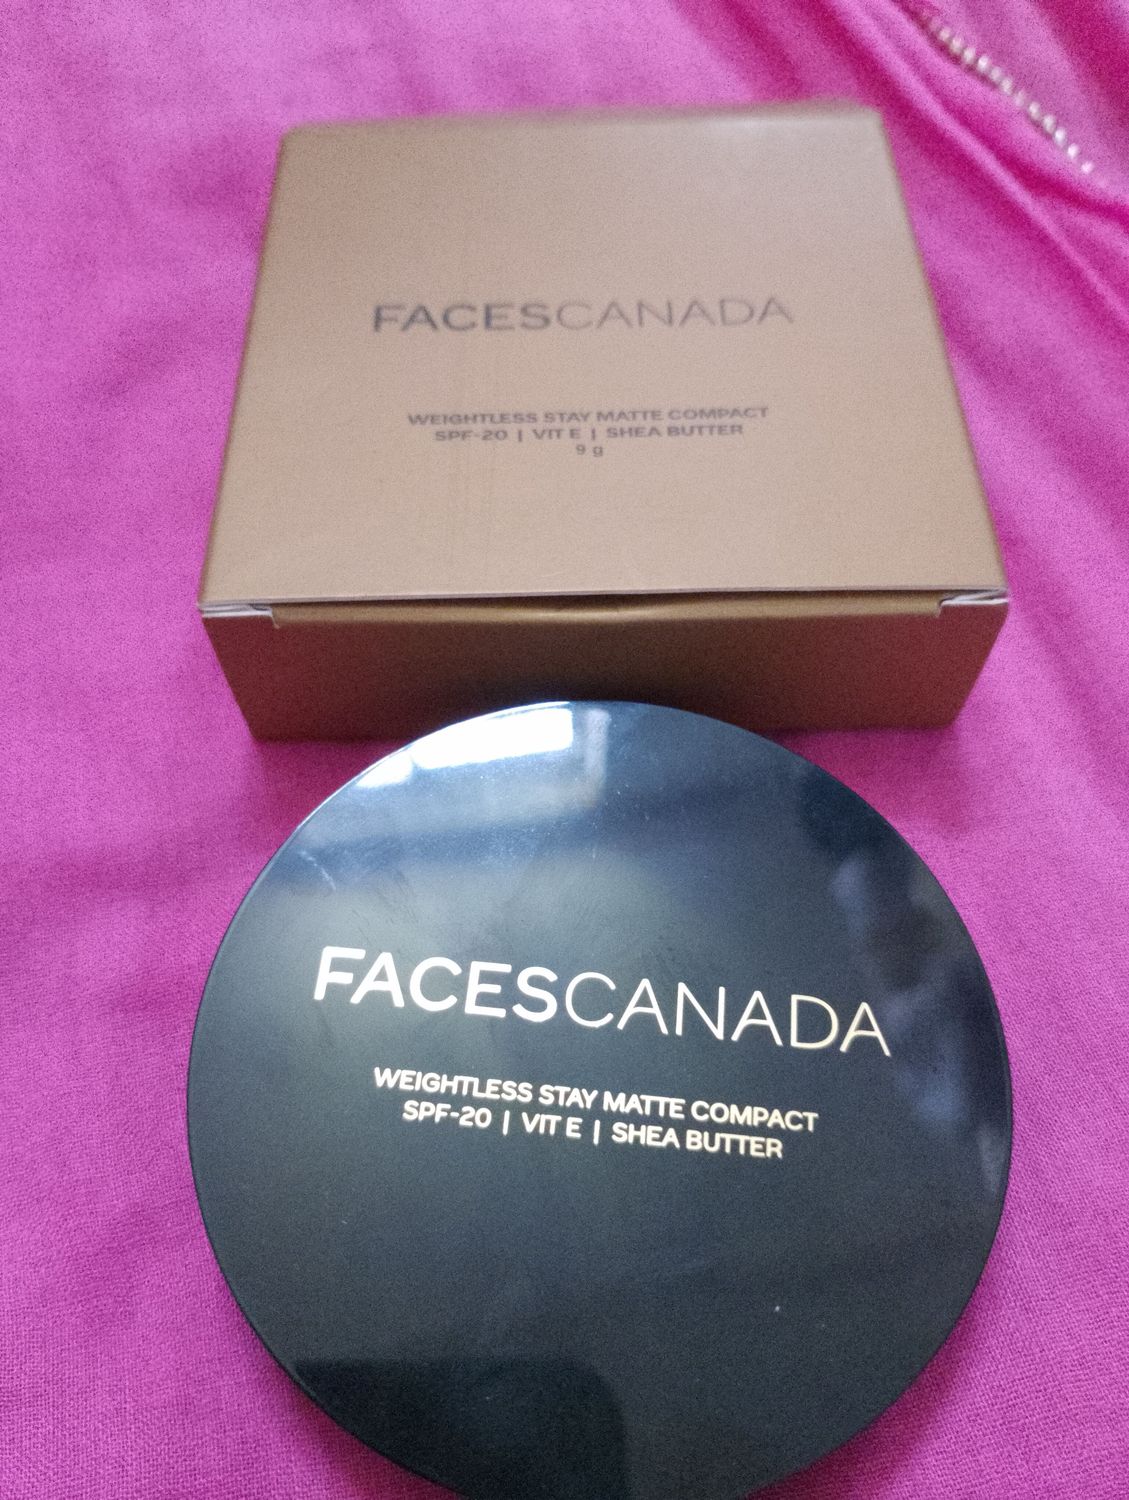 FACESCANADA
WEIGHTLESS STAY MATTE COMPACT
SPF-20 | VIT E | SHEA BUTTER
9 g
FACESCANADA
WEIGHTLESS STAY MATTE COMPACT
SPF-20 | VIT E | SHEA BUTTER